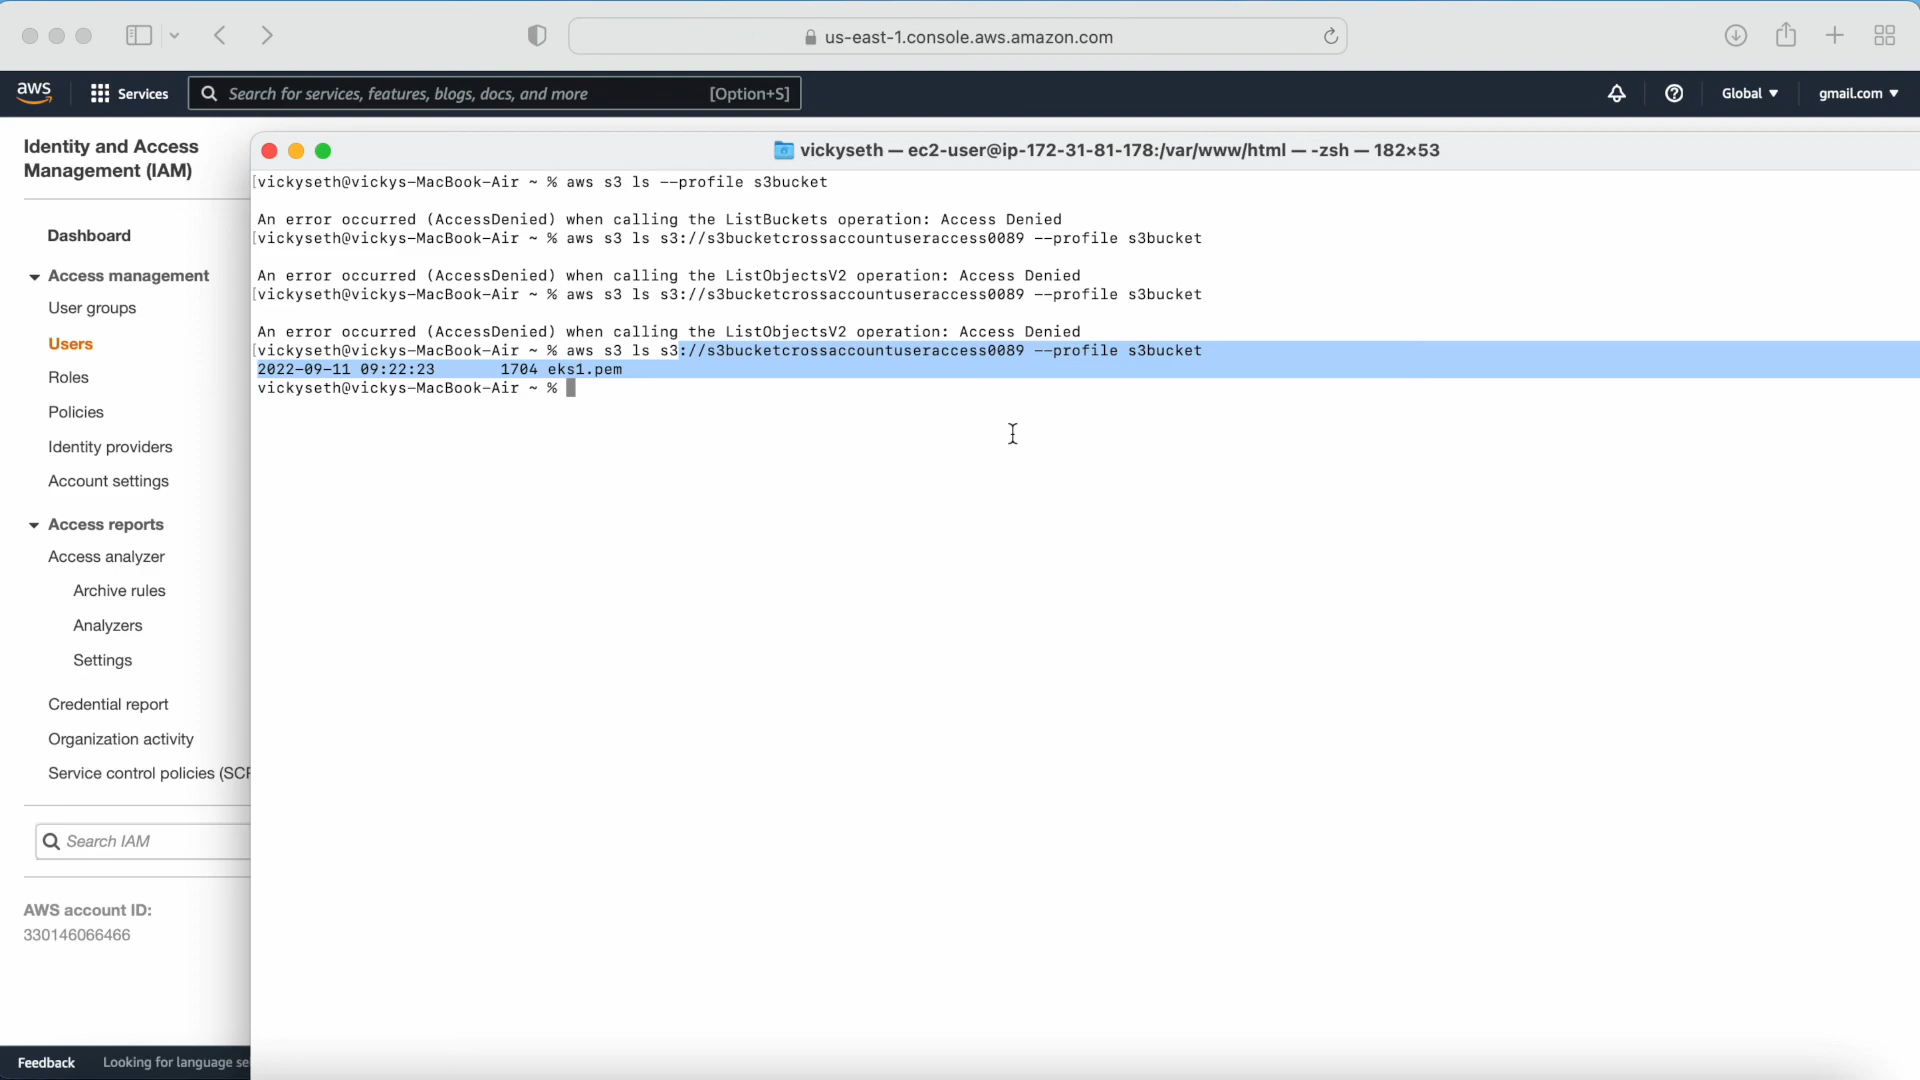 us-east-1.console.aws.amazon.com
aws
Services
Search for services, features, blogs, docs, and more
[Option+S]
Global
gmail.com
Identity and Access
Management (IAM)
Dashboard
Access management
User groups
Users
Roles
Policies
Identity providers
Account settings
Access reports
Access analyzer
Archive rules
Analyzers
Settings
Credential report
Organization activity
Service control policies (SCP
Search IAM
AWS account ID:
330146066466
Feedback
Looking for language se
vickyseth — ec2-user@ip-172-31-81-178:/var/www/html — -zsh — 182×53
[vickyseth@vickys-MacBook-Air ~ % aws s3 ls --profile s3bucket
An error occurred (AccessDenied) when calling the ListBuckets operation: Access Denied
[vickyseth@vickys-MacBook-Air ~ % aws s3 ls s3://s3bucketcrossaccountuseraccess0089 --profile s3bucket
An error occurred (AccessDenied) when calling the ListObjectsV2 operation: Access Denied
[vickyseth@vickys-MacBook-Air ~ % aws s3 ls s3://s3bucketcrossaccountuseraccess0089 --profile s3bucket
An error occurred (AccessDenied) when calling the ListObjectsV2 operation: Access Denied
[vickyseth@vickys-MacBook-Air ~ % aws s3 ls s3://s3bucketcrossaccountuseraccess0089 --profile s3bucket
2022-09-11 09:22:23       1704 eks1.pem
vickyseth@vickys-MacBook-Air ~ %